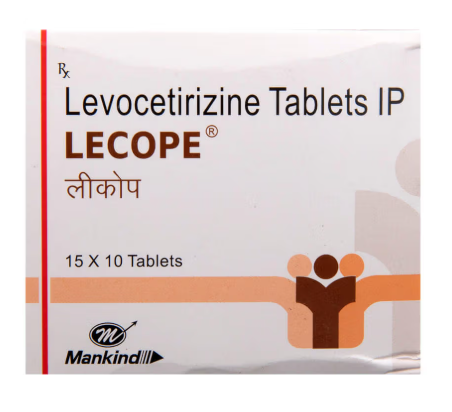 Rx
Levocetirizine Tablets IP
LECOPE®
लीकोप
15 X 10 Tablets
m
Mankind